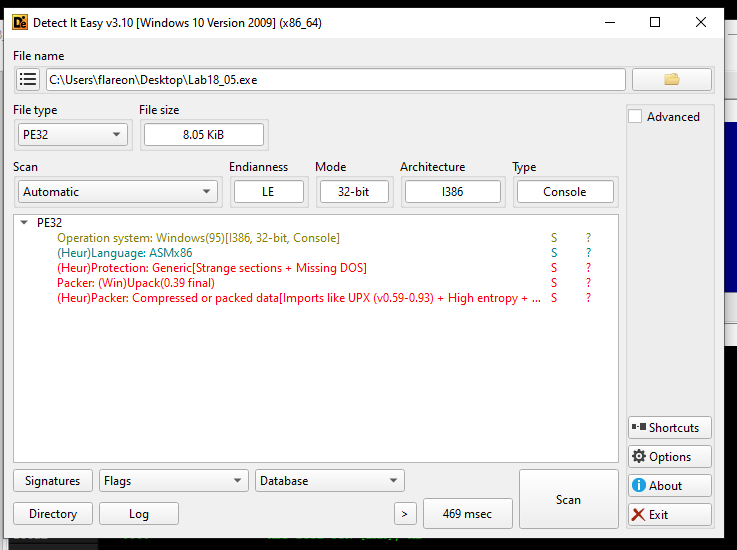 Detect It Easy v3.10 [Windows 10 Version 2009] (x86_64)
File name
C:\Users\flareon\Desktop\Lab18_05.exe
File type File size
PE32 8.05 KiB
Advanced
Scan Endianness Mode Architecture Type
Automatic LE 32-bit I386 Console
PE32
Operation system: Windows(95)[I386, 32-bit, Console] S ?
(Heur)Language: ASMx86 S ?
(Heur)Protection: Generic[Strange sections + Missing DOS] S ?
Packer: (Win)Upack(0.39 final) S ?
(Heur)Packer: Compressed or packed data[Imports like UPX (v0.59-0.93) + High entropy + ... S ?
Shortcuts
Options
About
Exit
Signatures Flags Database
Scan
Directory Log > 469 msec